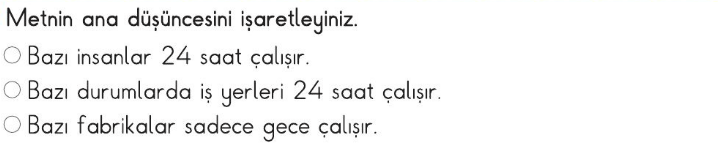 Metnin ana düşüncesini işaretleyiniz.
Bazı insanlar 24 saat çalışır.
Bazı durumlarda iş yerleri 24 saat çalışır.
Bazı fabrikalar sadece gece çalışır.